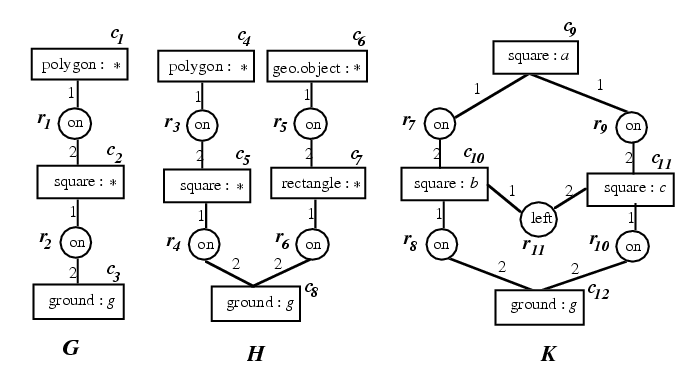 c1
polygon : *
1
r1 on
2
c2
square : *
1
r2 on
2
c3
ground : g
G
c4
polygon : *
1
r3 on
2
c5
square : *
1
r4 on
2
c6
geo.object : *
1
r5 on
2
c7
rectangle : *
1
r6 on
2
c8
ground : g
H
c9
square : a
1
1
r7 on
r9 on
2
2
c10
c11
square : b
1
2
square : c
left
r11
1
1
r8 on
r10 on
2
2
c12
ground : g
K